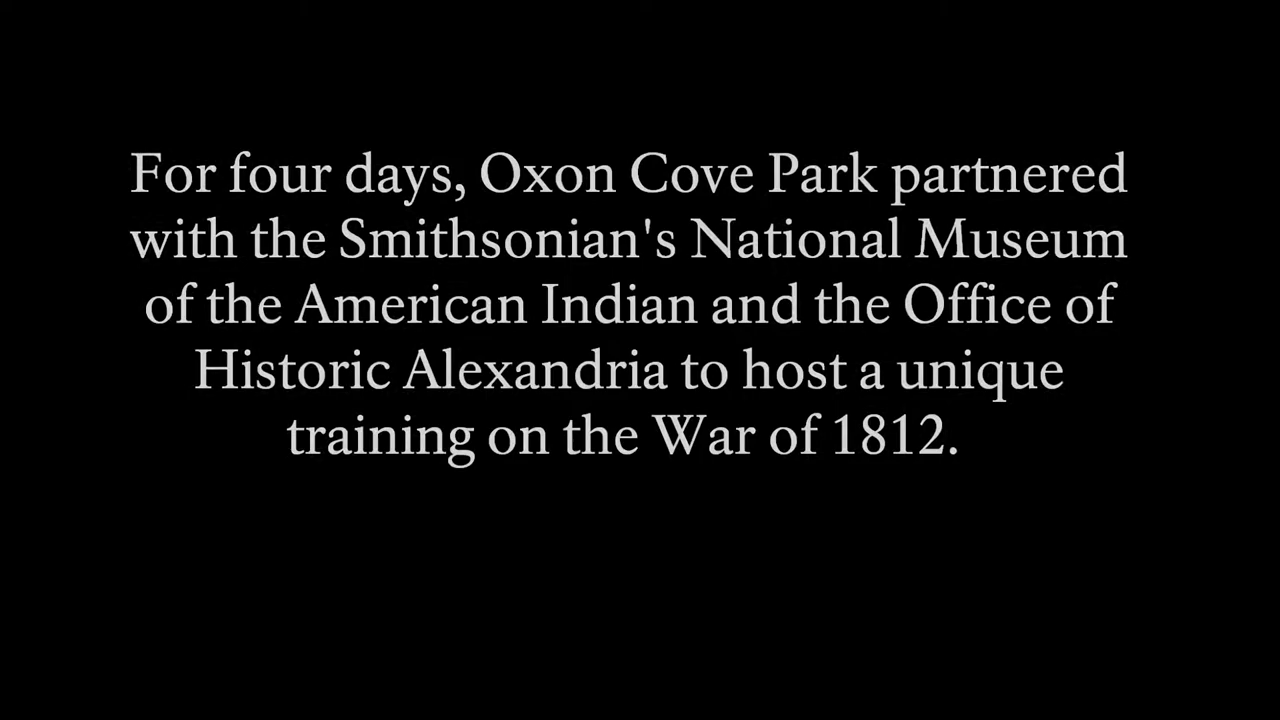 For four days, Oxon Cove Park partnered
with the Smithsonian's National Museum
of the American Indian and the Office of
Historic Alexandria to host a unique
training on the War of 1812.